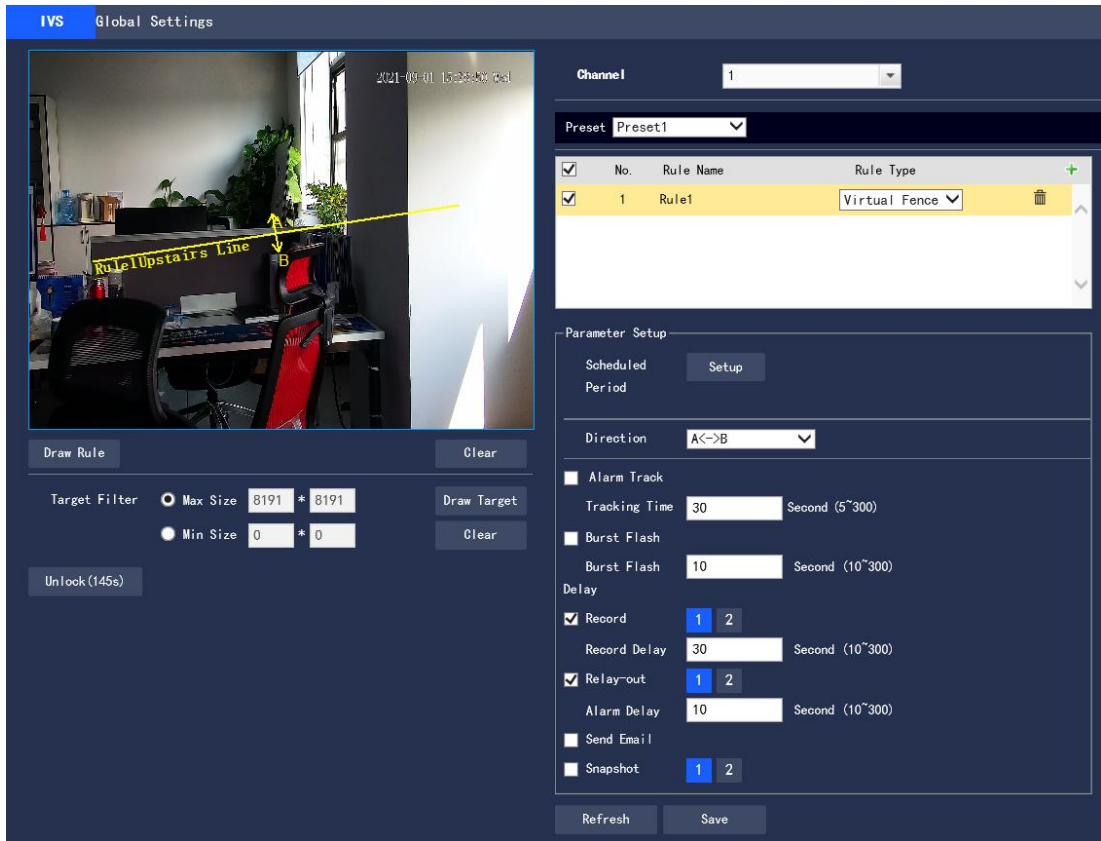 IVS Global Settings
2021-09-01 Wed
A
B
Rule1Upstairs Line
Draw Rule Clear
Target Filter Max Size 8191 * 8191 Draw Target
Min Size 0 * 0 Clear
Unlock(145s)
Channel 1
Preset Preset1
No. Rule Name Rule Type +
1 Rule1 Virtual Fence
Parameter Setup
Scheduled Setup
Period
Direction A<->B
Alarm Track
Tracking Time 30 Second (5~300)
Burst Flash
Burst Flash 10 Second (10~300)
Delay
Record 1 2
Record Delay 30 Second (10~300)
Relay-out 1 2
Alarm Delay 10 Second (10~300)
Send Email
Snapshot 1 2
Refresh Save